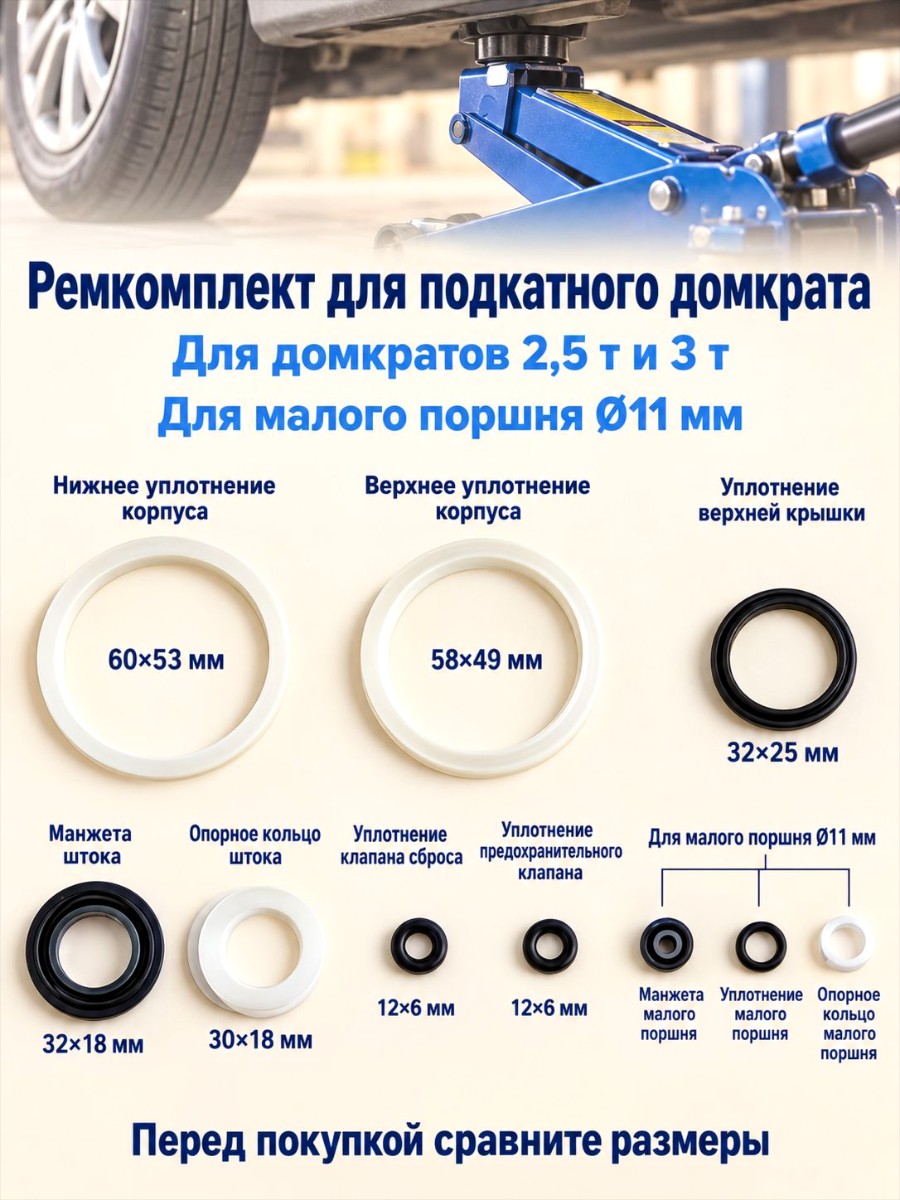 Ремкомплект для подкатного домкрата
Для домкратов 2,5 т и 3 т
Для малого поршня Ø11 мм
Нижнее уплотнение
корпуса
60×53 мм
Верхнее уплотнение
корпуса
58×49 мм
Уплотнение
верхней крышки
32×25 мм
Манжета
штока
32×18 мм
Опорное кольцо
штока
30×18 мм
Уплотнение
клапана сброса
12×6 мм
Уплотнение
предохранительного
клапана
12×6 мм
Для малого поршня Ø11 мм
Манжета
малого
поршня
Уплотнение
малого
поршня
Опорное
кольцо
малого
поршня
Перед покупкой сравните размеры